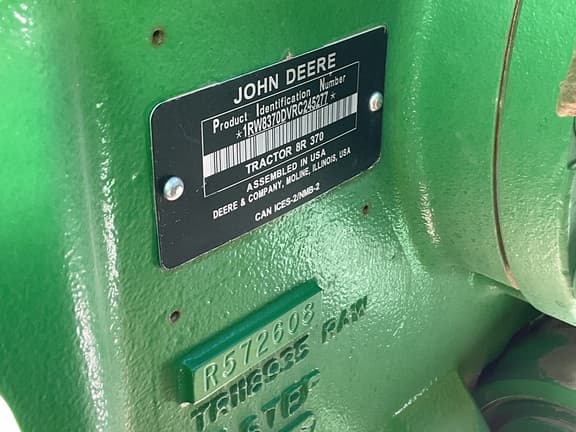 JOHN DEERE
Product Identification Number
*1RW8370DVRC245277*
TRACTOR 8R 370
ASSEMBLED IN USA
DEERE & COMPANY, MOLINE, ILLINOIS, USA
CAN ICES-2/NMB-2
R572608
RAW